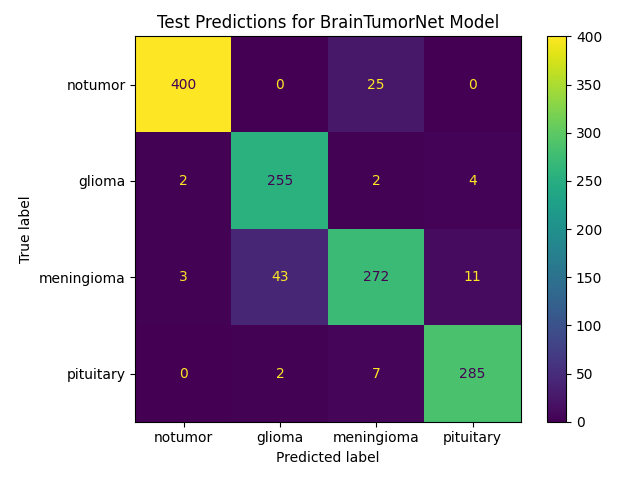 Test Predictions for BrainTumorNet Model
True label
notumor 400 0 25 0
glioma 2 255 2 4
meningioma 3 43 272 11
pituitary 0 2 7 285
notumor glioma meningioma pituitary
Predicted label
400
350
300
250
200
150
100
50
0